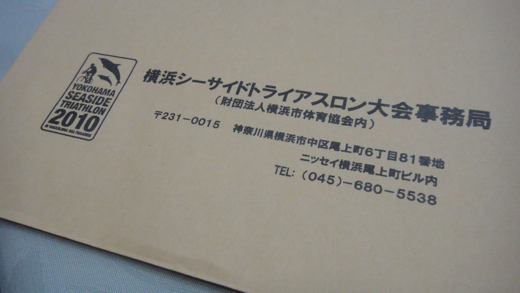 YOKOHAMA
SEASIDE
TRIATHLON
2010
横浜シーサイドトライアスロン大会事務局
(財団法人横浜市体育協会内)
〒231-0015 神奈川県横浜市中区尾上町6丁目81番地
ニッセイ横浜尾上町ビル内
TEL: (045)-680-5538